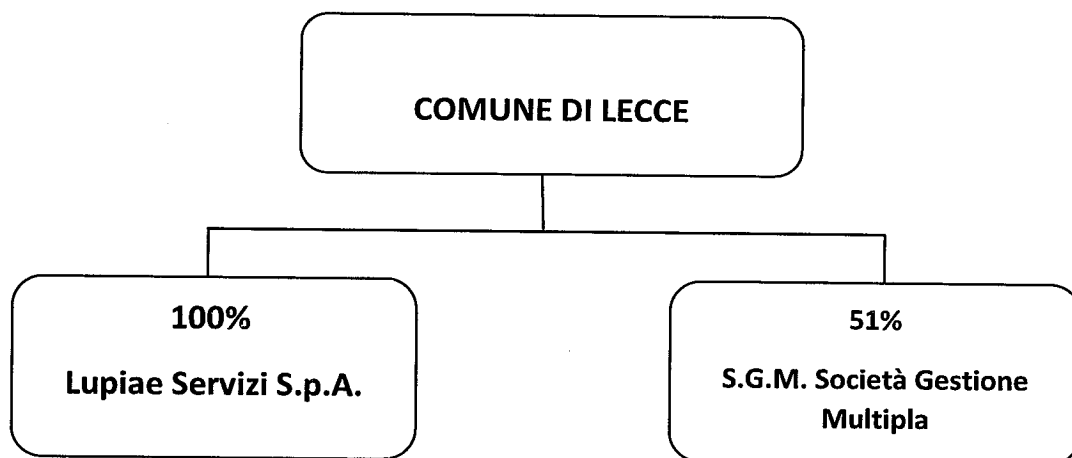 COMUNE DI LECCE
100%
Lupiae Servizi S.p.A.
51%
S.G.M. Società Gestione
Multipla